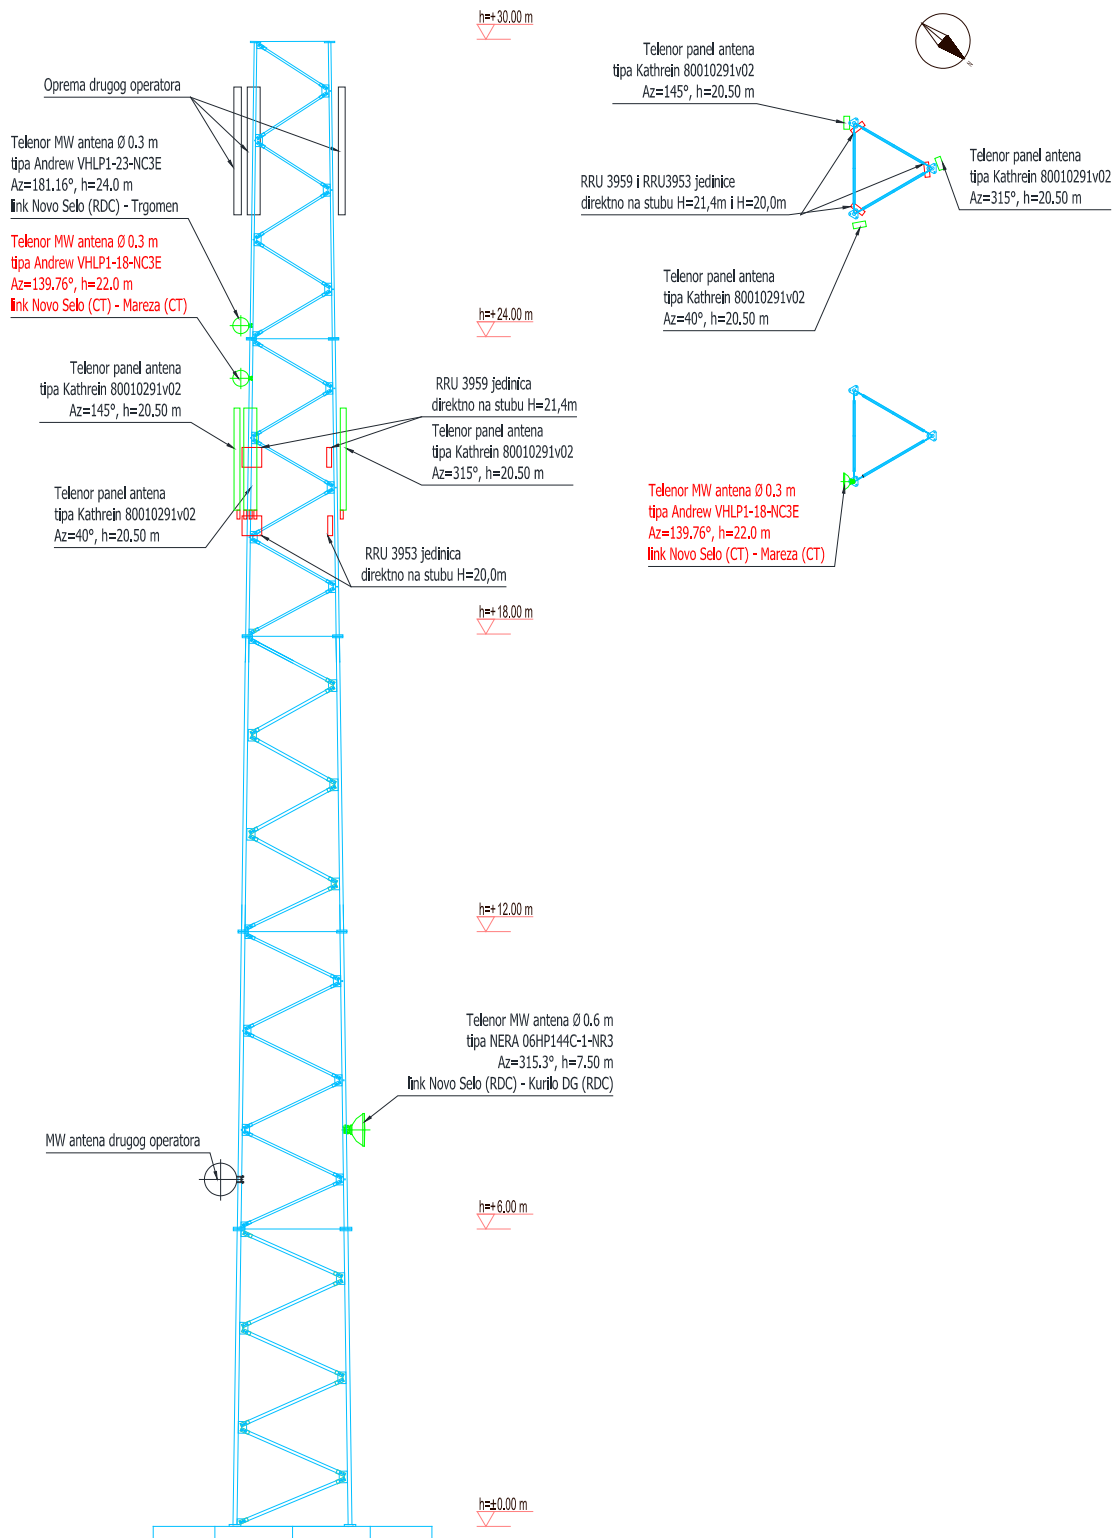 h=+30.00 m
Oprema drugog operatora
Telenor MW antena Ø 0.3 m
tipa Andrew VHLP1-23-NC3E
Az=181.16°, h=24.0 m
link Novo Selo (RDC) - Trgomen
Telenor MW antena Ø 0.3 m
tipa Andrew VHLP1-18-NC3E
Az=139.76°, h=22.0 m
link Novo Selo (CT) - Mareza (CT)
h=+24.00 m
Telenor panel antena
tipa Kathrein 80010291v02
Az=145°, h=20.50 m
RRU 3959 jedinica
direktno na stubu H=21,4m
Telenor panel antena
tipa Kathrein 80010291v02
Az=315°, h=20.50 m
Telenor panel antena
tipa Kathrein 80010291v02
Az=40°, h=20.50 m
RRU 3953 jedinica
direktno na stubu H=20,0m
h=+18.00 m
h=+12.00 m
Telenor MW antena Ø 0.6 m
tipa NERA 06HP144C-1-NR3
Az=315.3°, h=7.50 m
link Novo Selo (RDC) - Kurilo DG (RDC)
MW antena drugog operatora
h=+6.00 m
h=±0.00 m
Telenor panel antena
tipa Kathrein 80010291v02
Az=145°, h=20.50 m
Telenor panel antena
tipa Kathrein 80010291v02
Az=315°, h=20.50 m
RRU 3959 i RRU3953 jedinice
direktno na stubu H=21,4m i H=20,0m
Telenor panel antena
tipa Kathrein 80010291v02
Az=40°, h=20.50 m
Telenor MW antena Ø 0.3 m
tipa Andrew VHLP1-18-NC3E
Az=139.76°, h=22.0 m
link Novo Selo (CT) - Mareza (CT)